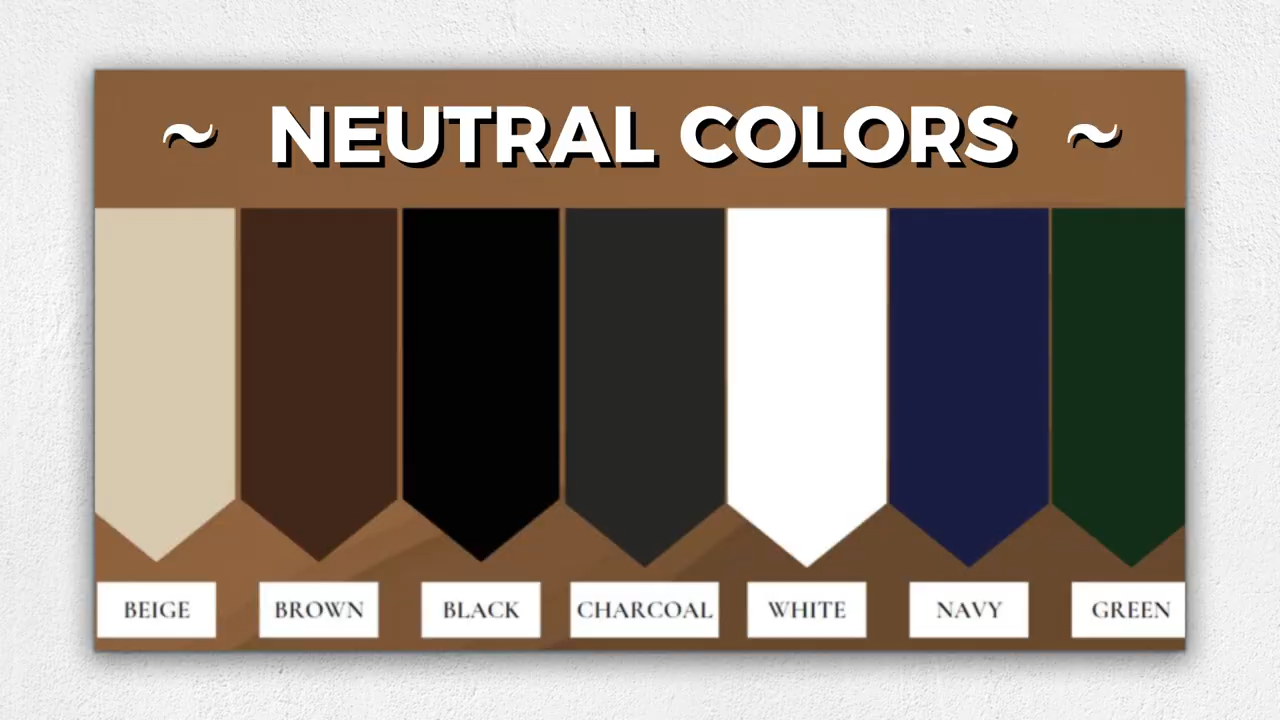 ~ NEUTRAL COLORS ~
BEIGE BROWN BLACK CHARCOAL WHITE NAVY GREEN